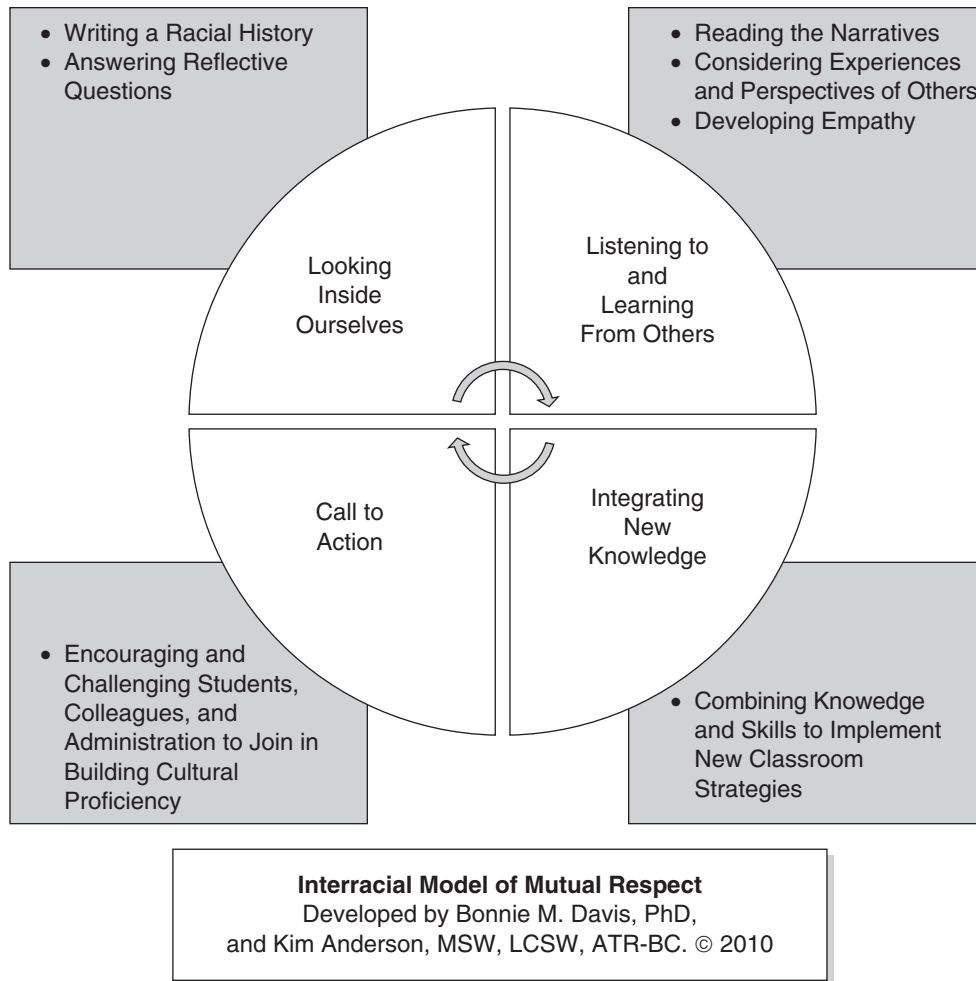 • Writing a Racial History
• Answering Reflective
Questions
• Reading the Narratives
• Considering Experiences
and Perspectives of Others
• Developing Empathy
Looking
Inside
Ourselves
Listening to
and
Learning
From Others
Call to
Action
Integrating
New
Knowledge
• Encouraging and
Challenging Students,
Colleagues, and
Administration to Join in
Building Cultural
Proficiency
• Combining Knowedge
and Skills to Implement
New Classroom
Strategies
Interracial Model of Mutual Respect
Developed by Bonnie M. Davis, PhD,
and Kim Anderson, MSW, LCSW, ATR-BC. © 2010